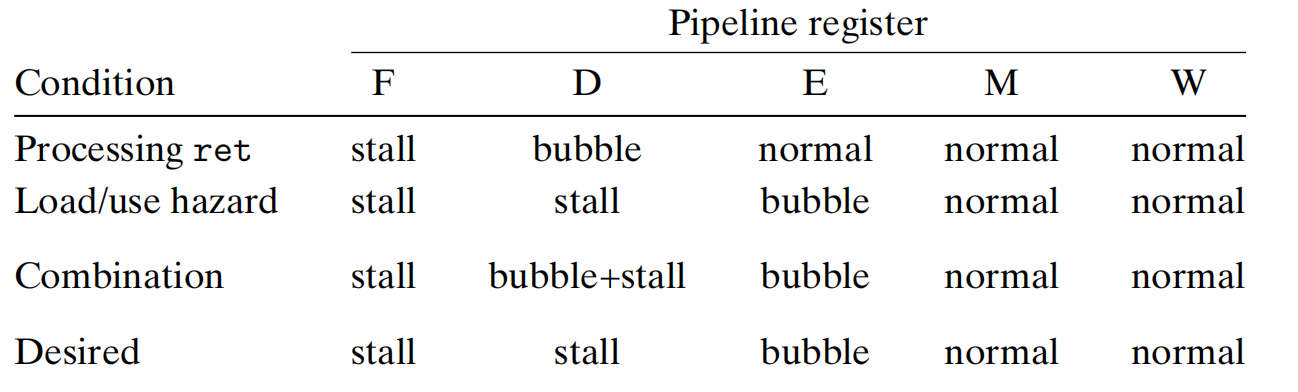 Pipeline register
Condition F D E M W
Processing ret stall bubble normal normal normal
Load/use hazard stall stall bubble normal normal
Combination stall bubble+stall bubble normal normal
Desired stall stall bubble normal normal